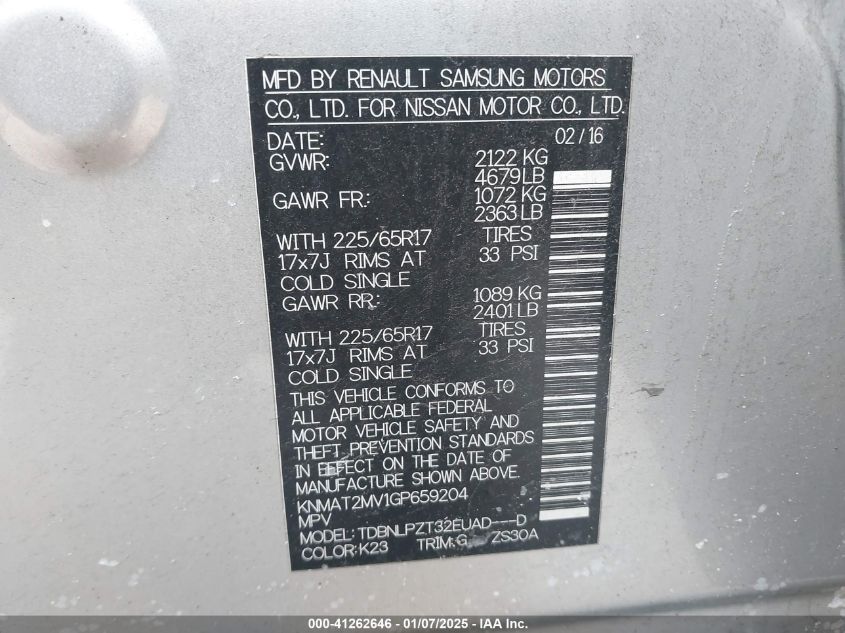 MFD BY RENAULT SAMSUNG MOTORS
CO., LTD. FOR NISSAN MOTOR CO., LTD.
DATE: 02/16
GVWR: 2122 KG
4679 LB
GAWR FR: 1072 KG
2363 LB
WITH 225/65R17 TIRES
17x7J RIMS AT 33 PSI
COLD SINGLE
GAWR RR: 1089 KG
2401 LB
WITH 225/65R17 TIRES
17x7J RIMS AT 33 PSI
COLD SINGLE
THIS VEHICLE CONFORMS TO
ALL APPLICABLE FEDERAL
MOTOR VEHICLE SAFETY AND
THEFT PREVENTION STANDARDS
IN EFFECT ON THE DATE OF
MANUFACTURE SHOWN ABOVE.
KNMAT2MV1GP659204
MPV
MODEL: TDBNLPZT32EUAD---D
COLOR: K23 TRIM: G ZS30A
000-41262646 - 01/07/2025 - IAA Inc.